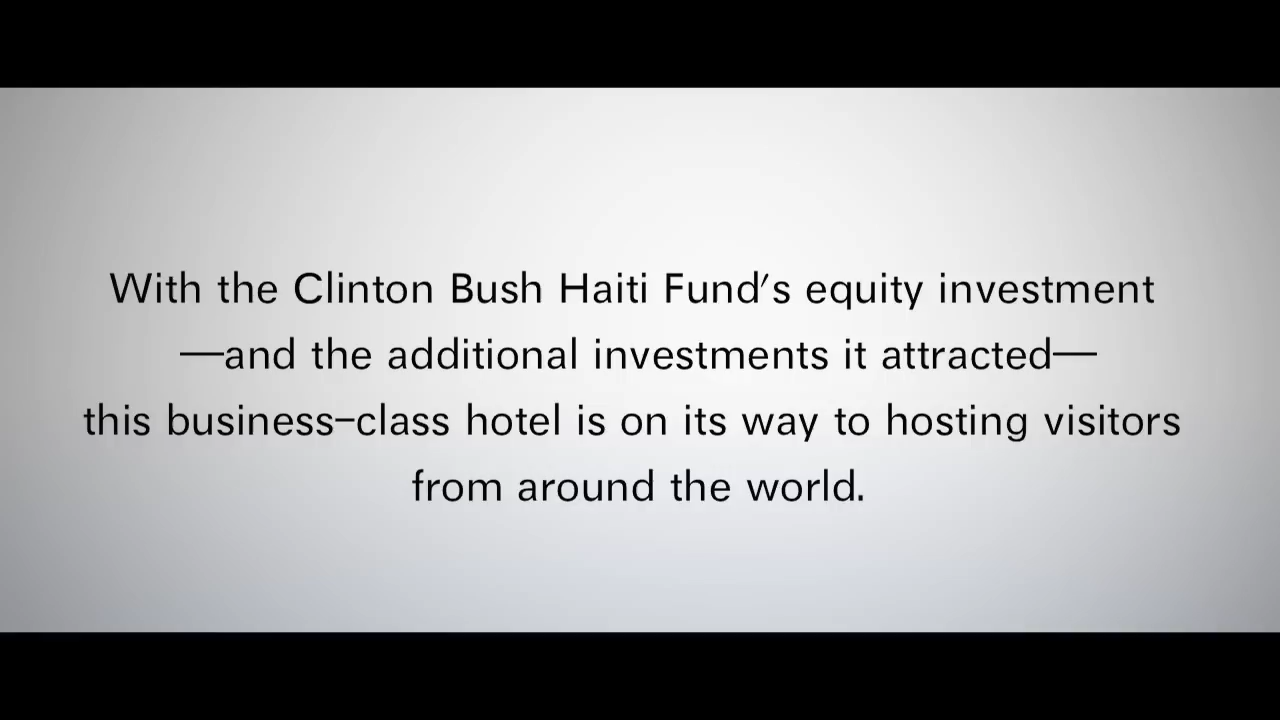 With the Clinton Bush Haiti Fund's equity investment
—and the additional investments it attracted—
this business–class hotel is on its way to hosting visitors
from around the world.